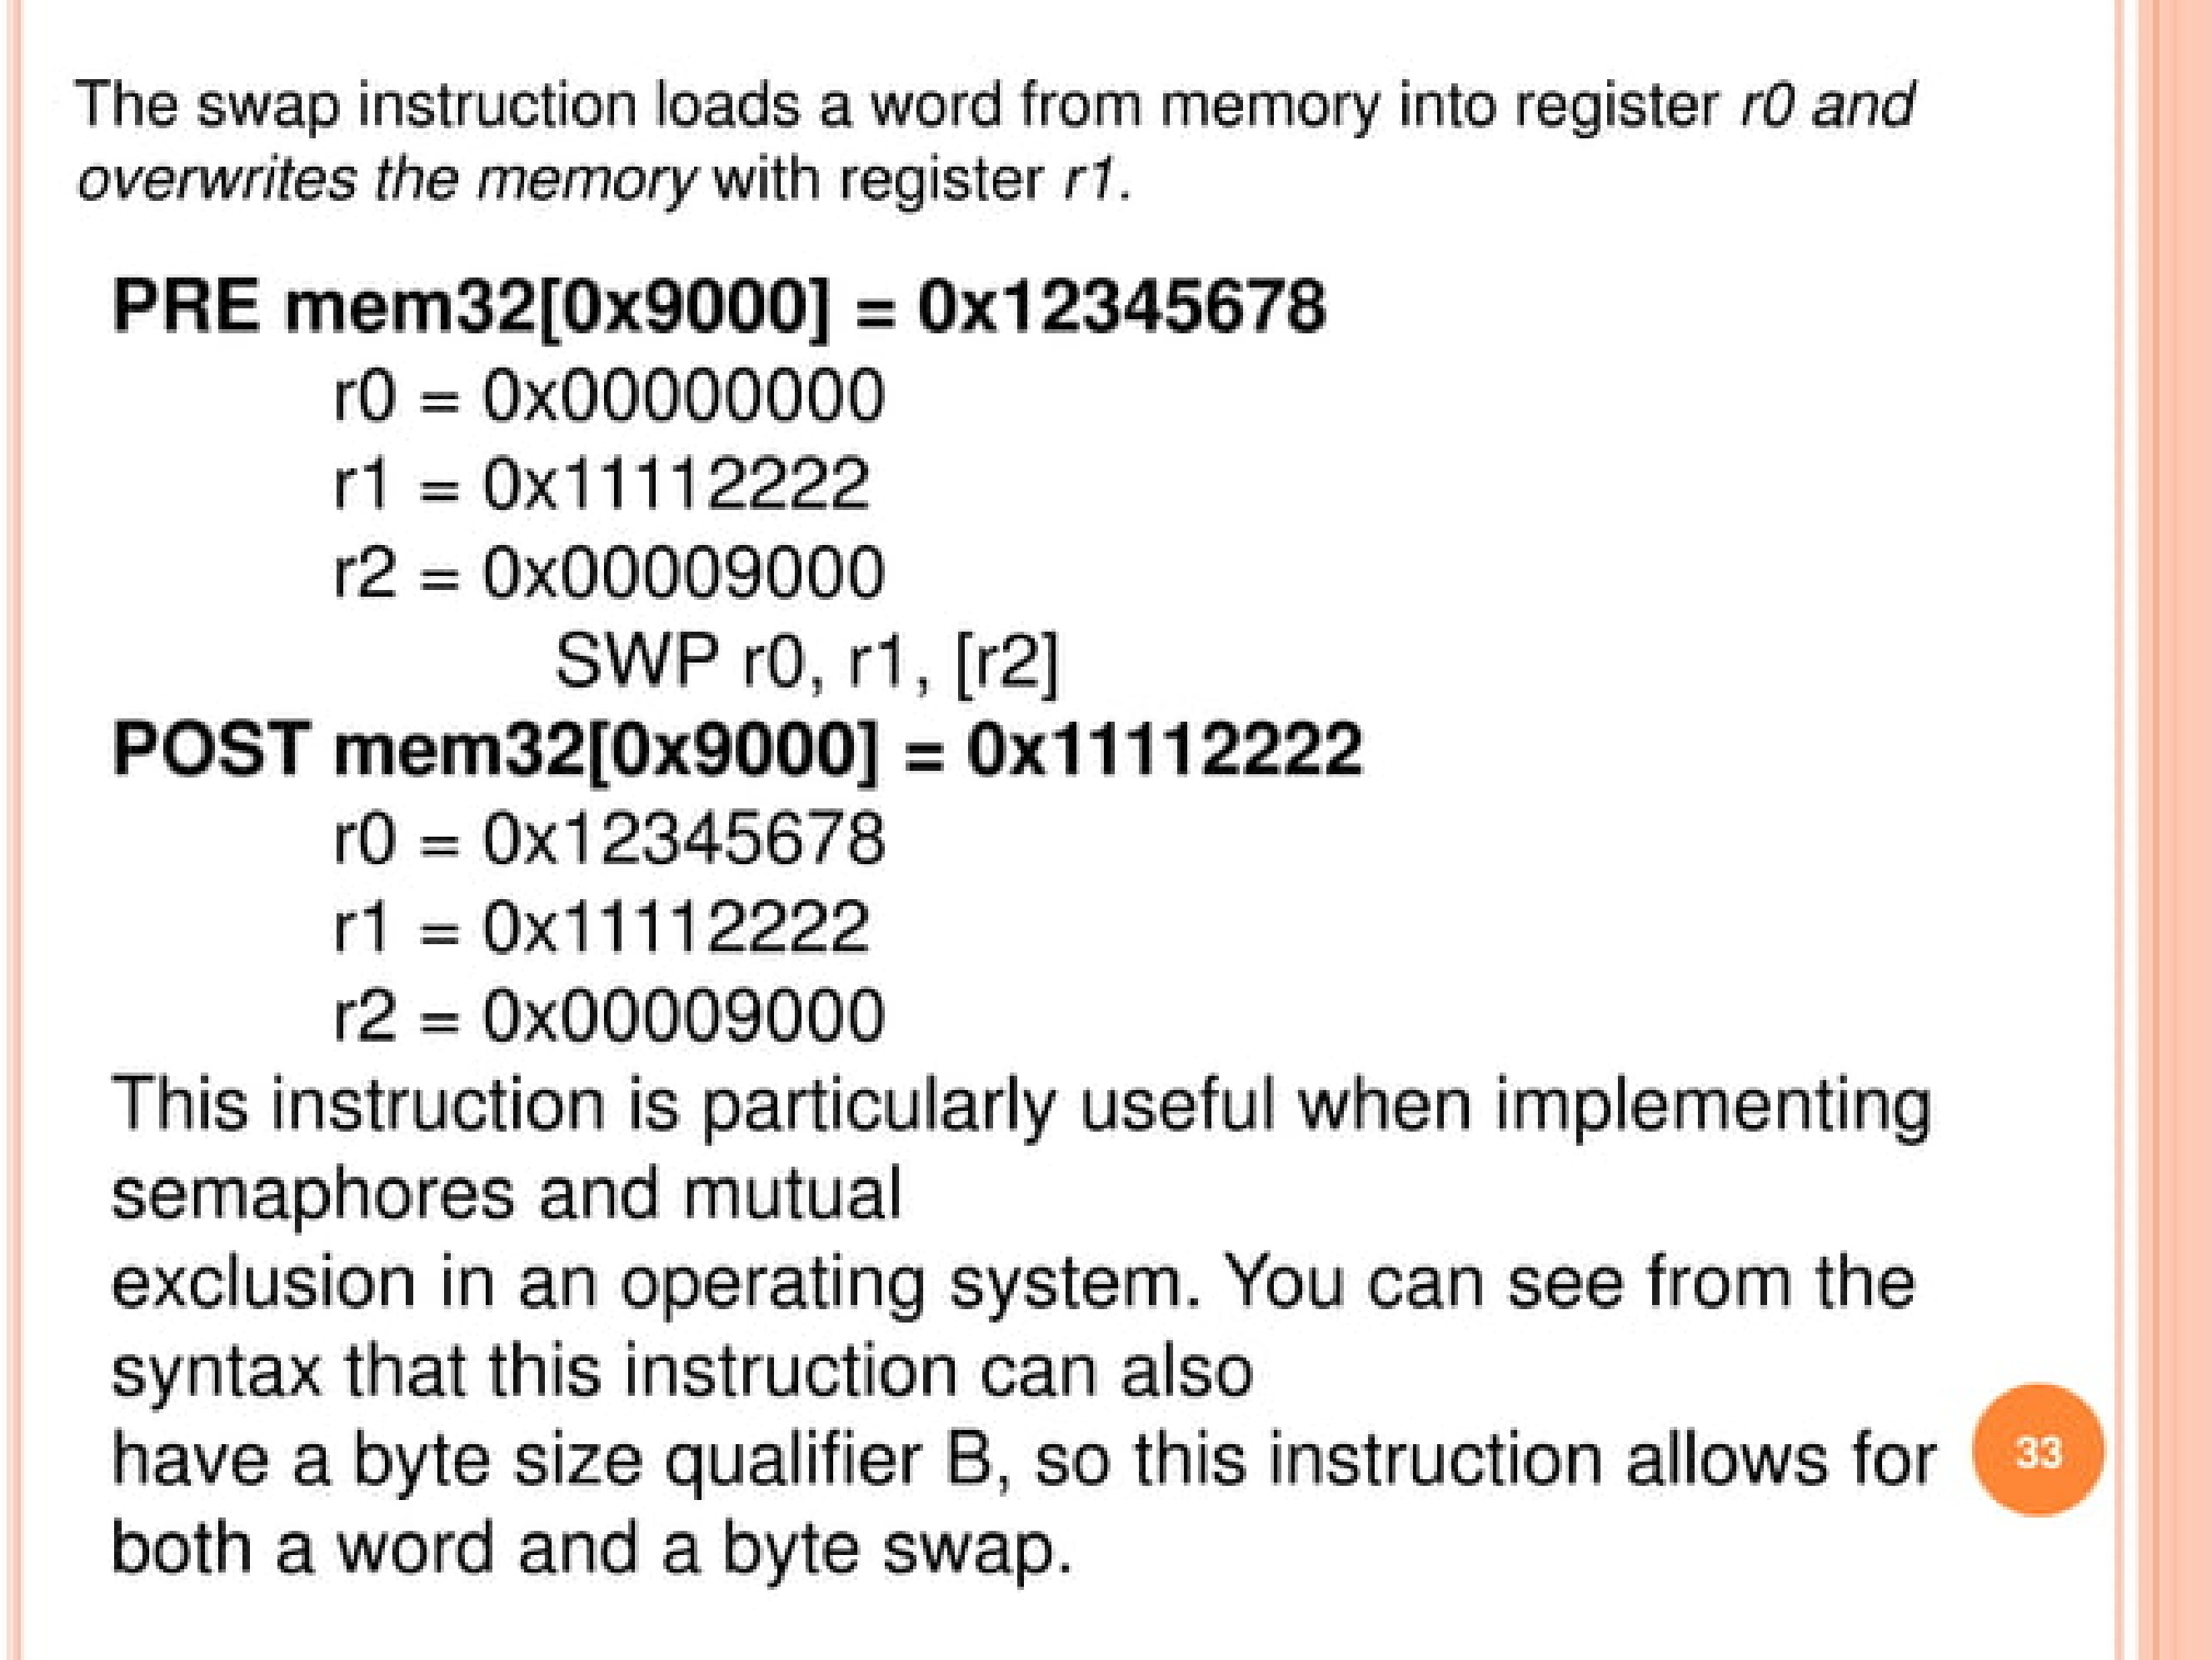 The swap instruction loads a word from memory into register r0 and
overwrites the memory with register r1.
PRE mem32[0x9000] = 0x12345678
r0 = 0x00000000
r1 = 0x11112222
r2 = 0x00009000
SWP r0, r1, [r2]
POST mem32[0x9000] = 0x11112222
r0 = 0x12345678
r1 = 0x11112222
r2 = 0x00009000
This instruction is particularly useful when implementing
semaphores and mutual
exclusion in an operating system. You can see from the
syntax that this instruction can also
have a byte size qualifier B, so this instruction allows for
both a word and a byte swap.
33